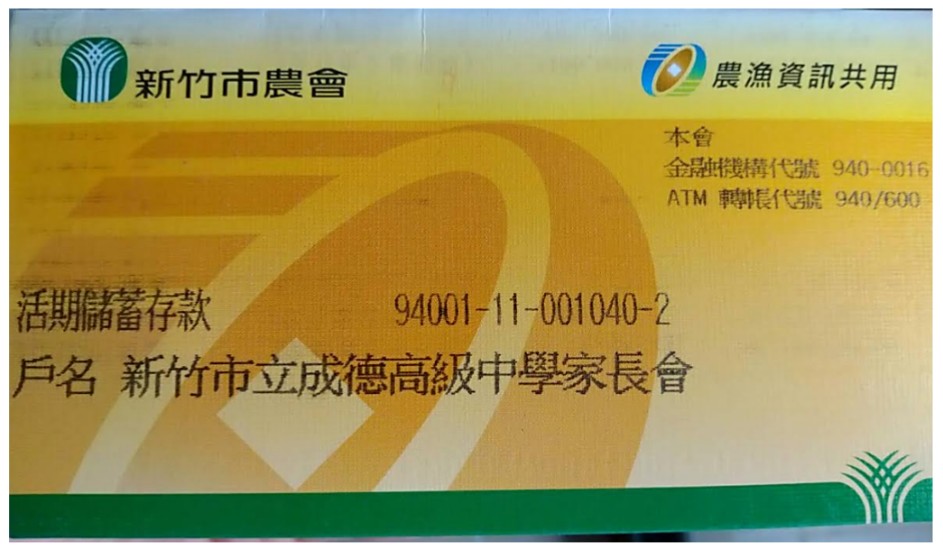 新竹市農會
農漁資訊共用
本會
金融機構代號 940-0016
ATM 轉帳代號 940/600
活期儲蓄存款 94001-11-001040-2
戶名 新竹市立成德高級中學家長會